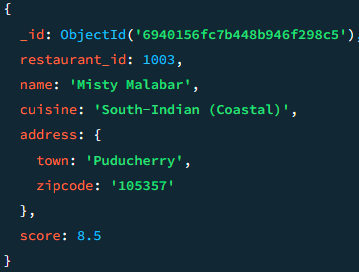 {
  _id: ObjectId('6940156fc7b448b946f298c5'),
  restaurant_id: 1003,
  name: 'Misty Malabar',
  cuisine: 'South-Indian (Coastal)',
  address: {
    town: 'Puducherry',
    zipcode: '105357'
  },
  score: 8.5
}